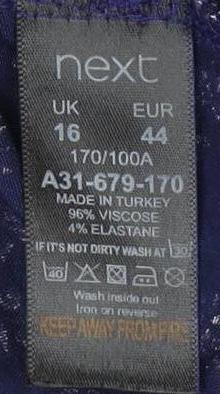 next
UK EUR
16 44
170/100A
A31-679-170
MADE IN TURKEY
96% VISCOSE
4% ELASTANE
IF IT'S NOT DIRTY WASH AT 30
40
Wash inside out
Iron on reverse
KEEP AWAY FROM FIRE